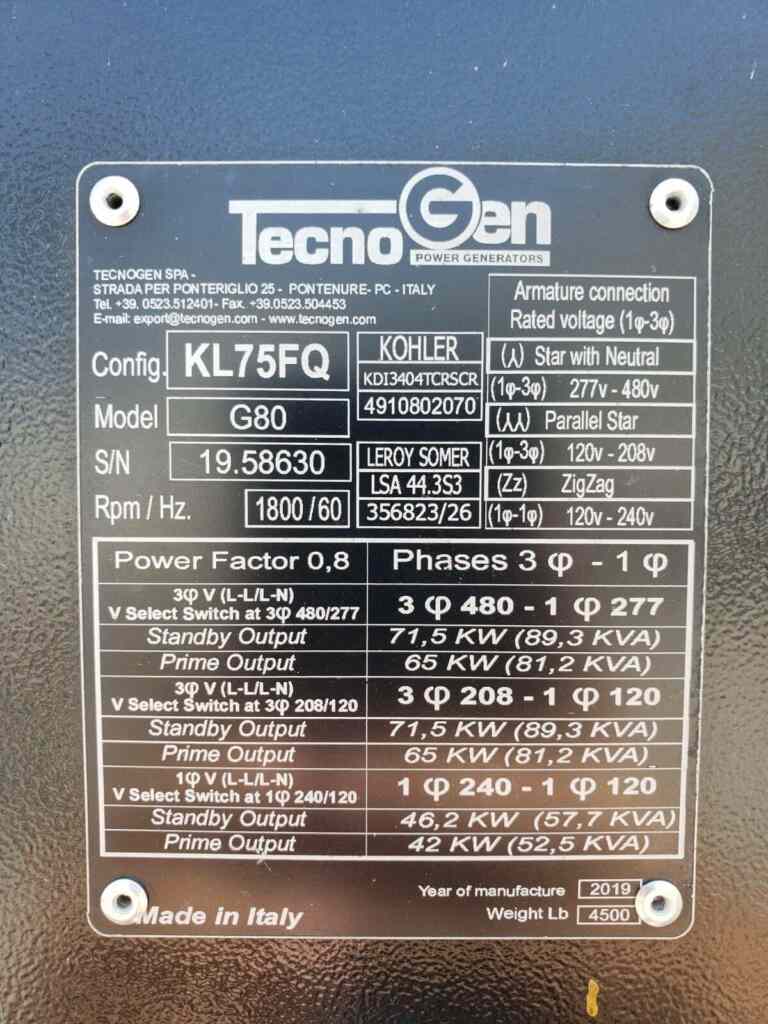 TecnoGen
POWER GENERATORS
TECNOGEN SPA -
STRADA PER PONTERIGLIO 25 - PONTENURE- PC - ITALY
Tel. +39. 0523.512401- Fax. +39.0523.504453
E-mail: export@tecnogen.com - www.tecnogen.com
Config. KL75FQ
Model G80
S/N 19.58630
Rpm / Hz. 1800/60
KOHLER
KDI3404TCRSCR
4910802070
LEROY SOMER
LSA 44.3S3
356823/26
Armature connection
Rated voltage (1φ-3φ)
(⅄) Star with Neutral
(1φ-3φ) 277v - 480v
(⅄⅄) Parallel Star
(1φ-3φ) 120v - 208v
(Zz) ZigZag
(1φ-1φ) 120v - 240v
Power Factor 0,8 Phases 3 φ - 1 φ
3φ V (L-L/L-N)
V Select Switch at 3φ 480/277 3 φ 480 - 1 φ 277
Standby Output 71,5 KW (89,3 KVA)
Prime Output 65 KW (81,2 KVA)
3φ V (L-L/L-N)
V Select Switch at 3φ 208/120 3 φ 208 - 1 φ 120
Standby Output 71,5 KW (89,3 KVA)
Prime Output 65 KW (81,2 KVA)
1φ V (L-L/L-N)
V Select Switch at 1φ 240/120 1 φ 240 - 1 φ 120
Standby Output 46,2 KW (57,7 KVA)
Prime Output 42 KW (52,5 KVA)
Year of manufacture 2019
Made in Italy Weight Lb 4500